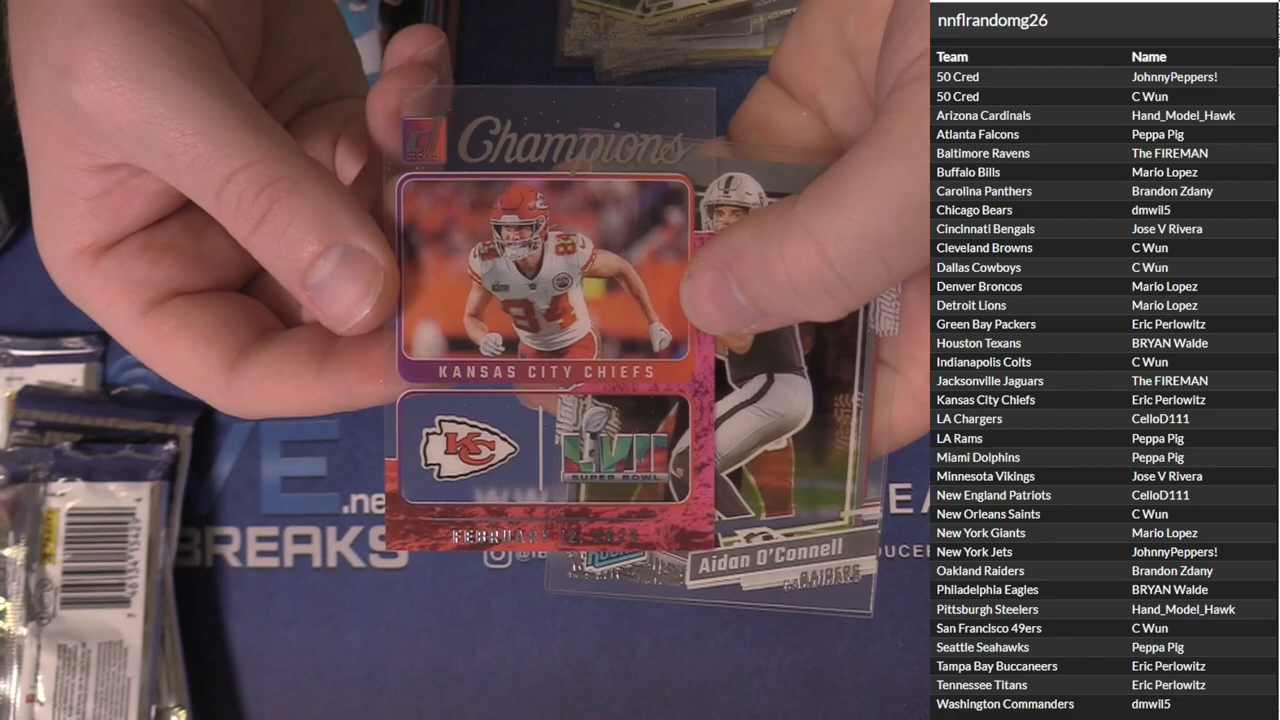 Champions
84
KANSAS CITY CHIEFS
KC
LVII
SUPER BOWL
FEBRUARY 12, 2023
Aidan O'Connell
RAIDERS
.ne
BREAKS
nnflrandomg26
Team Name
50 Cred JohnnyPeppers!
50 Cred C Wun
Arizona Cardinals Hand_Model_Hawk
Atlanta Falcons Peppa Pig
Baltimore Ravens The FIREMAN
Buffalo Bills Mario Lopez
Carolina Panthers Brandon Zdany
Chicago Bears dmwil5
Cincinnati Bengals Jose V Rivera
Cleveland Browns C Wun
Dallas Cowboys C Wun
Denver Broncos Mario Lopez
Detroit Lions Mario Lopez
Green Bay Packers Eric Perlowitz
Houston Texans BRYAN Walde
Indianapolis Colts C Wun
Jacksonville Jaguars The FIREMAN
Kansas City Chiefs Eric Perlowitz
LA Chargers CelloD111
LA Rams Peppa Pig
Miami Dolphins Peppa Pig
Minnesota Vikings Jose V Rivera
New England Patriots CelloD111
New Orleans Saints C Wun
New York Giants Mario Lopez
New York Jets JohnnyPeppers!
Oakland Raiders Brandon Zdany
Philadelphia Eagles BRYAN Walde
Pittsburgh Steelers Hand_Model_Hawk
San Francisco 49ers C Wun
Seattle Seahawks Peppa Pig
Tampa Bay Buccaneers Eric Perlowitz
Tennessee Titans Eric Perlowitz
Washington Commanders dmwil5